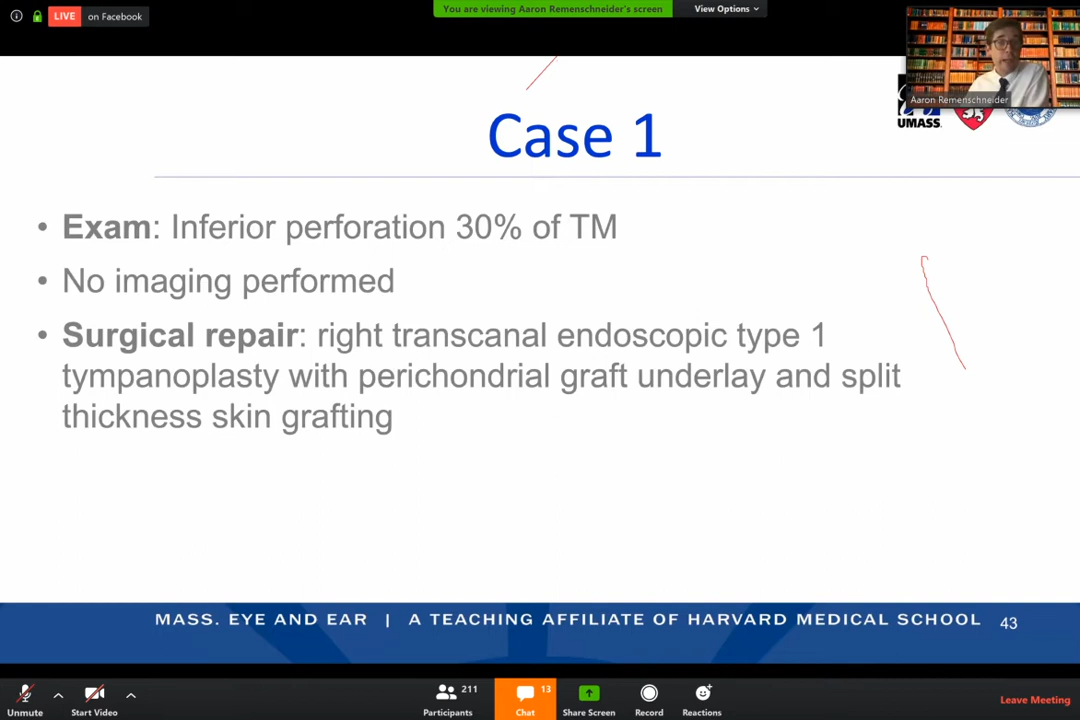 LIVE on Facebook
You are viewing Aaron Remenschneider's screen
View Options
Aaron Remenschneider
UMASS.
Case 1
• Exam: Inferior perforation 30% of TM
• No imaging performed
• Surgical repair: right transcanal endoscopic type 1
tympanoplasty with perichondrial graft underlay and split
thickness skin grafting
MASS. EYE AND EAR | A TEACHING AFFILIATE OF HARVARD MEDICAL SCHOOL 43
Unmute
Start Video
211
Participants
13
Chat
Share Screen
Record
Reactions
Leave Meeting